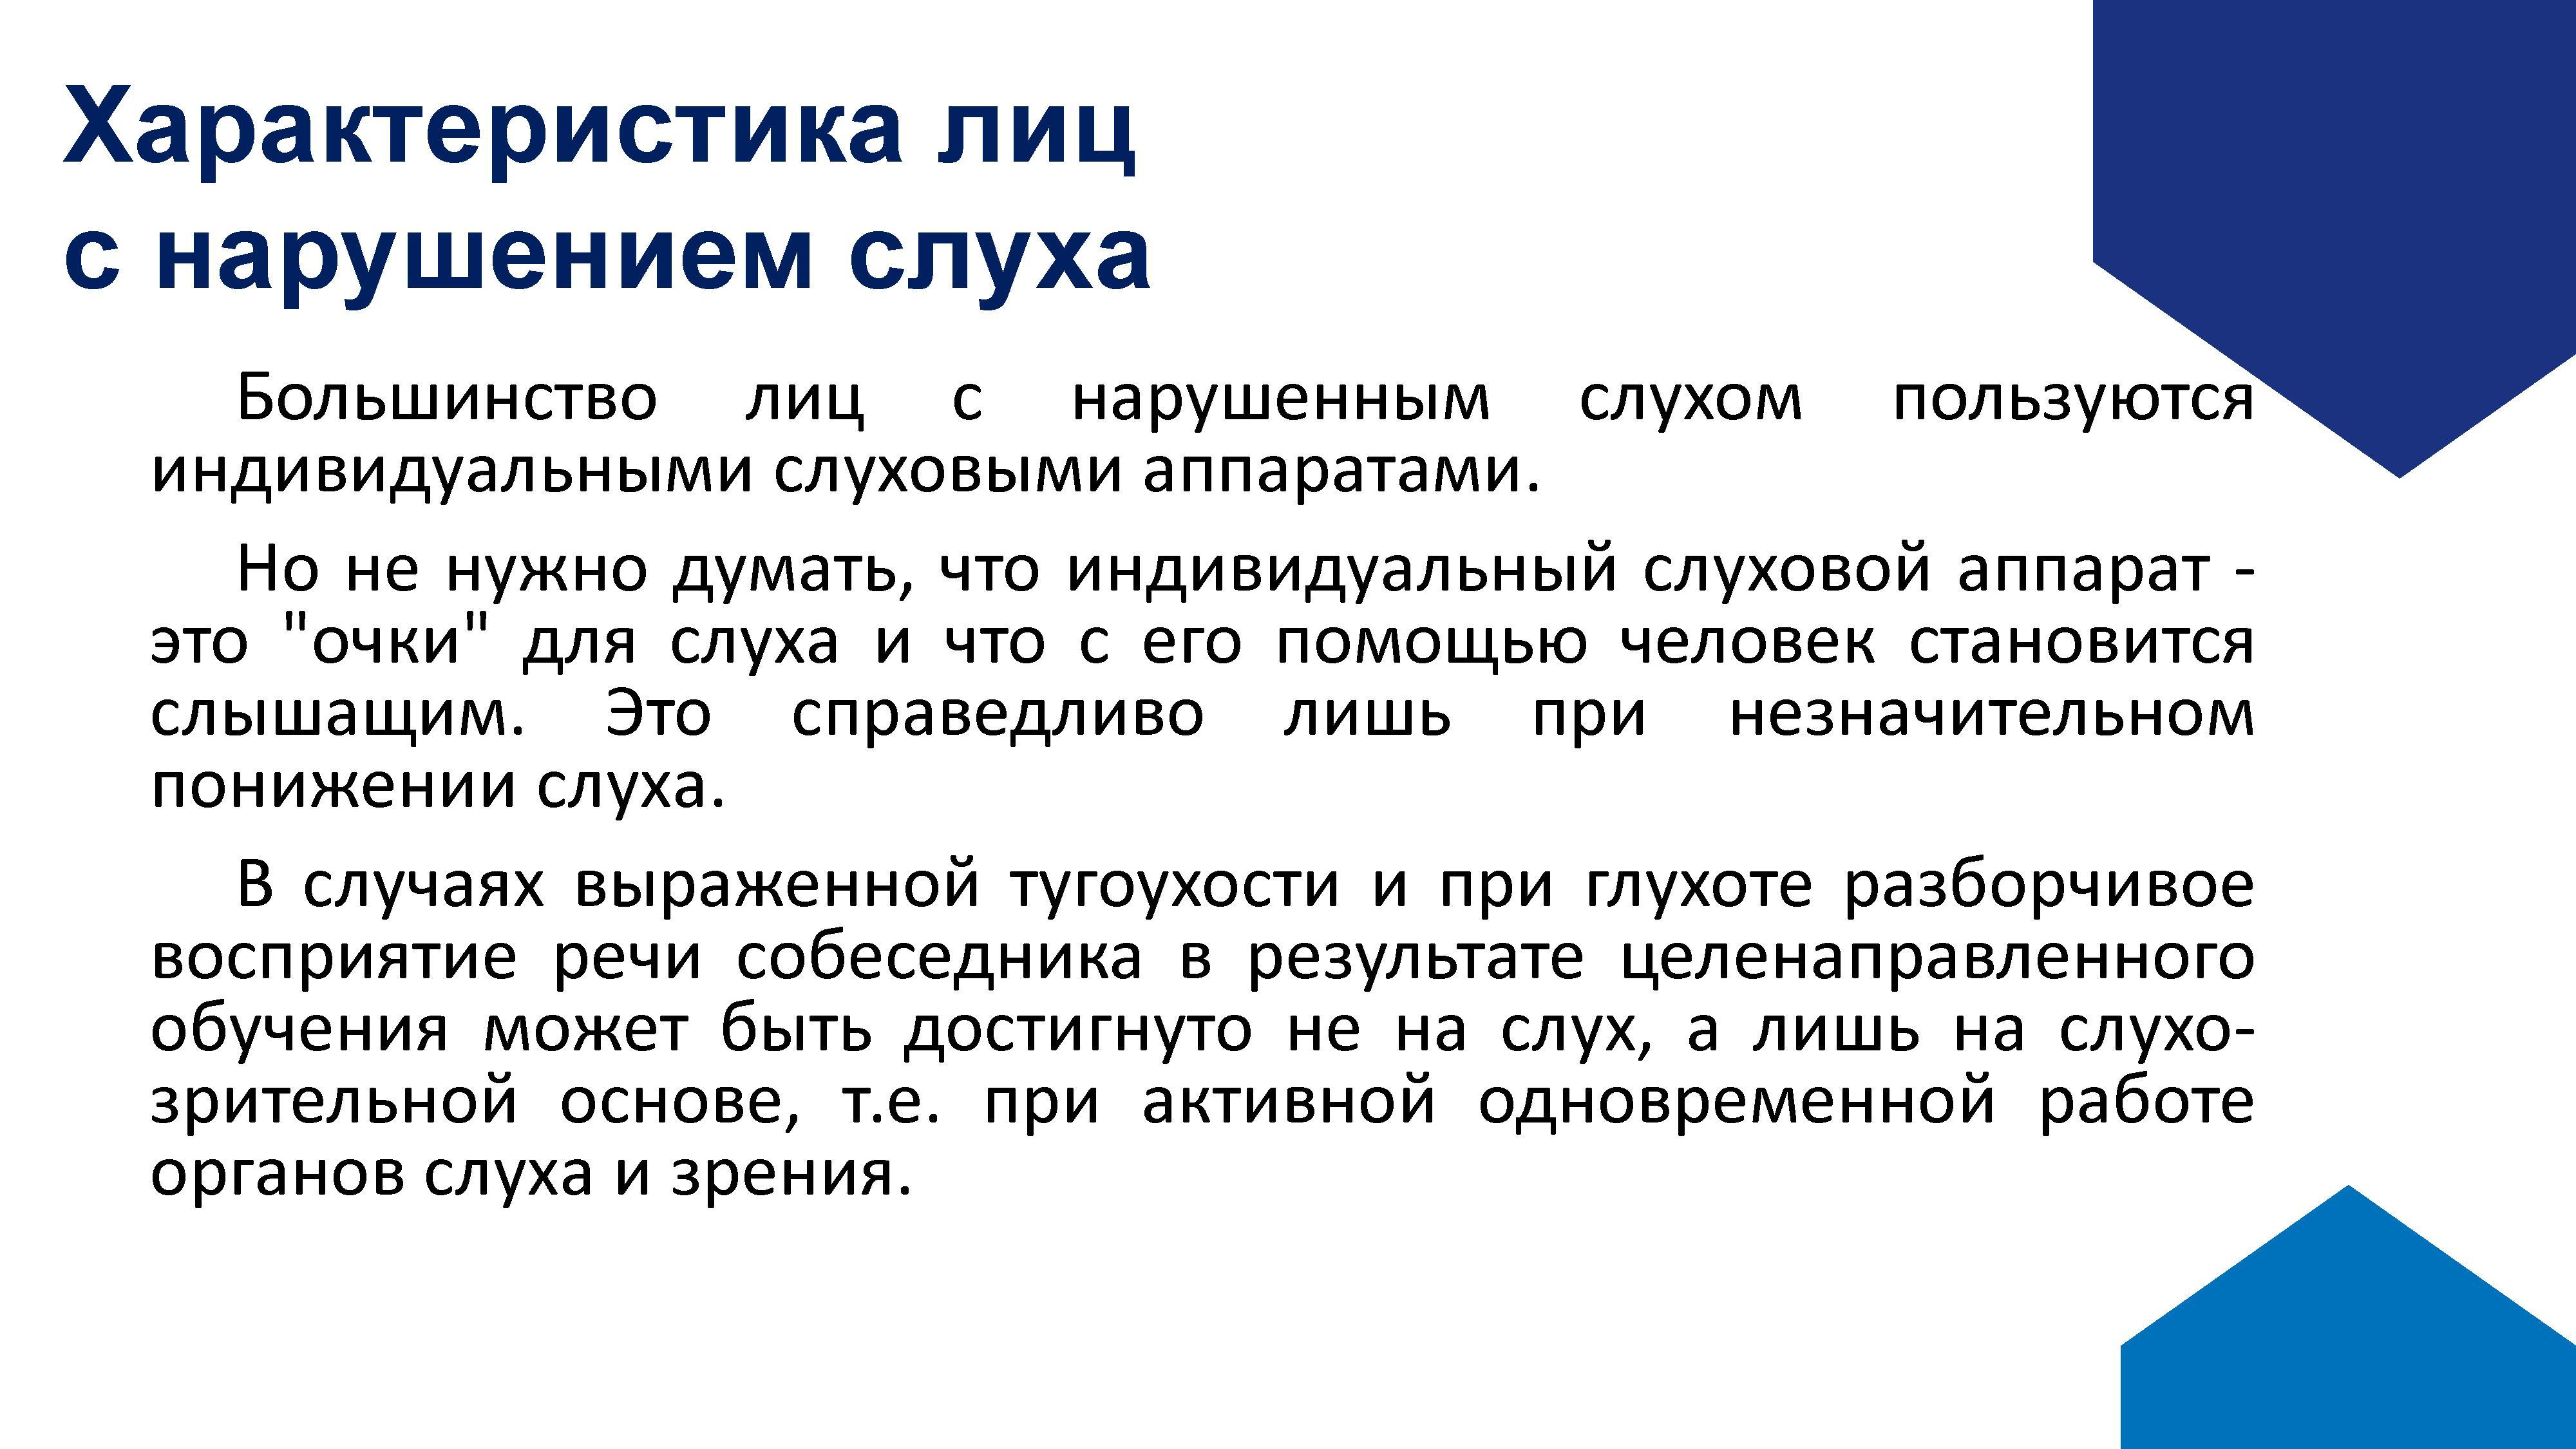 Характеристика лиц
с нарушением слуха
Большинство лиц с нарушенным слухом пользуются
индивидуальными слуховыми аппаратами.
Но не нужно думать, что индивидуальный слуховой аппарат -
это "очки" для слуха и что с его помощью человек становится
слышащим. Это справедливо лишь при незначительном
понижении слуха.
В случаях выраженной тугоухости и при глухоте разборчивое
восприятие речи собеседника в результате целенаправленного
обучения может быть достигнуто не на слух, а лишь на слухо-
зрительной основе, т.е. при активной одновременной работе
органов слуха и зрения.